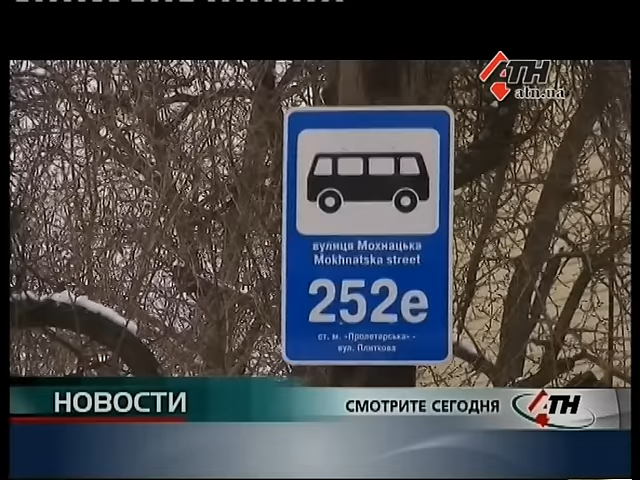 АТН
atn.ua
вулиця Мохнацька
Mokhnatska street
252е
ст. м. «Пролетарська» -
вул. Плиткова
НОВОСТИ
СМОТРИТЕ СЕГОДНЯ
АТН